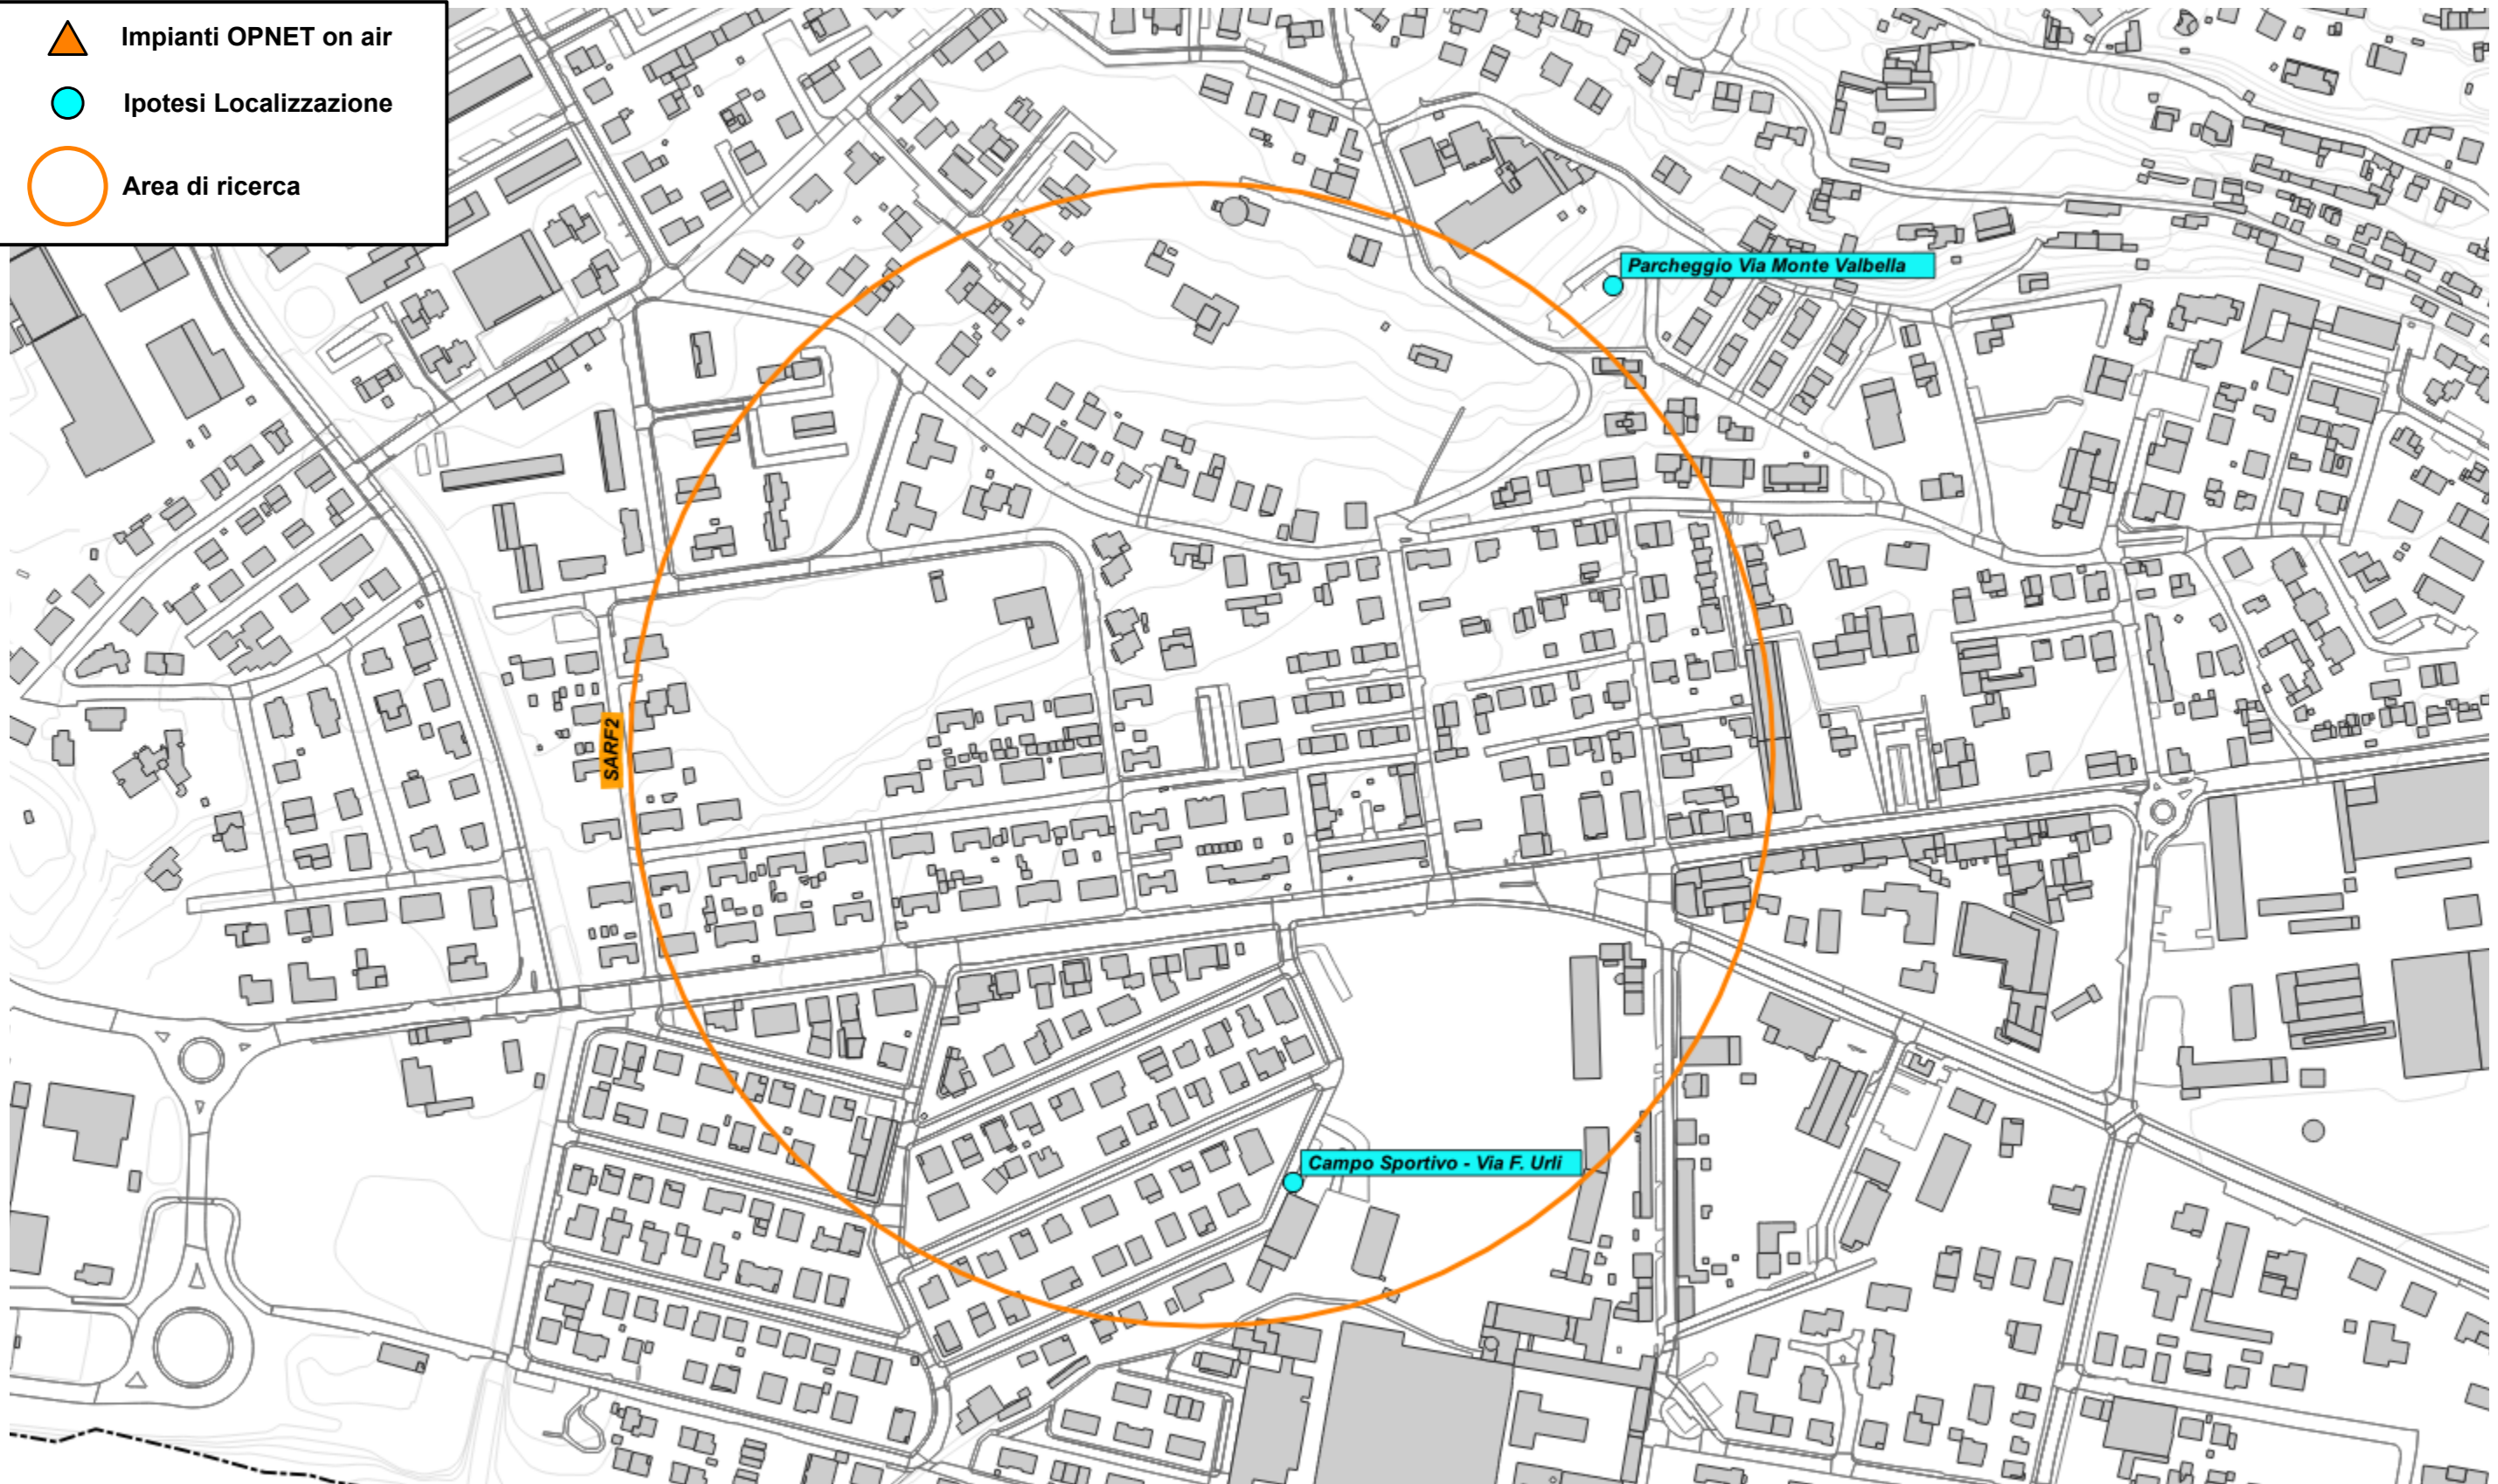 Impianti OPNET on air
Ipotesi Localizzazione
Area di ricerca
Parcheggio Via Monte Valbella
SARF2
Campo Sportivo - Via F. Urli